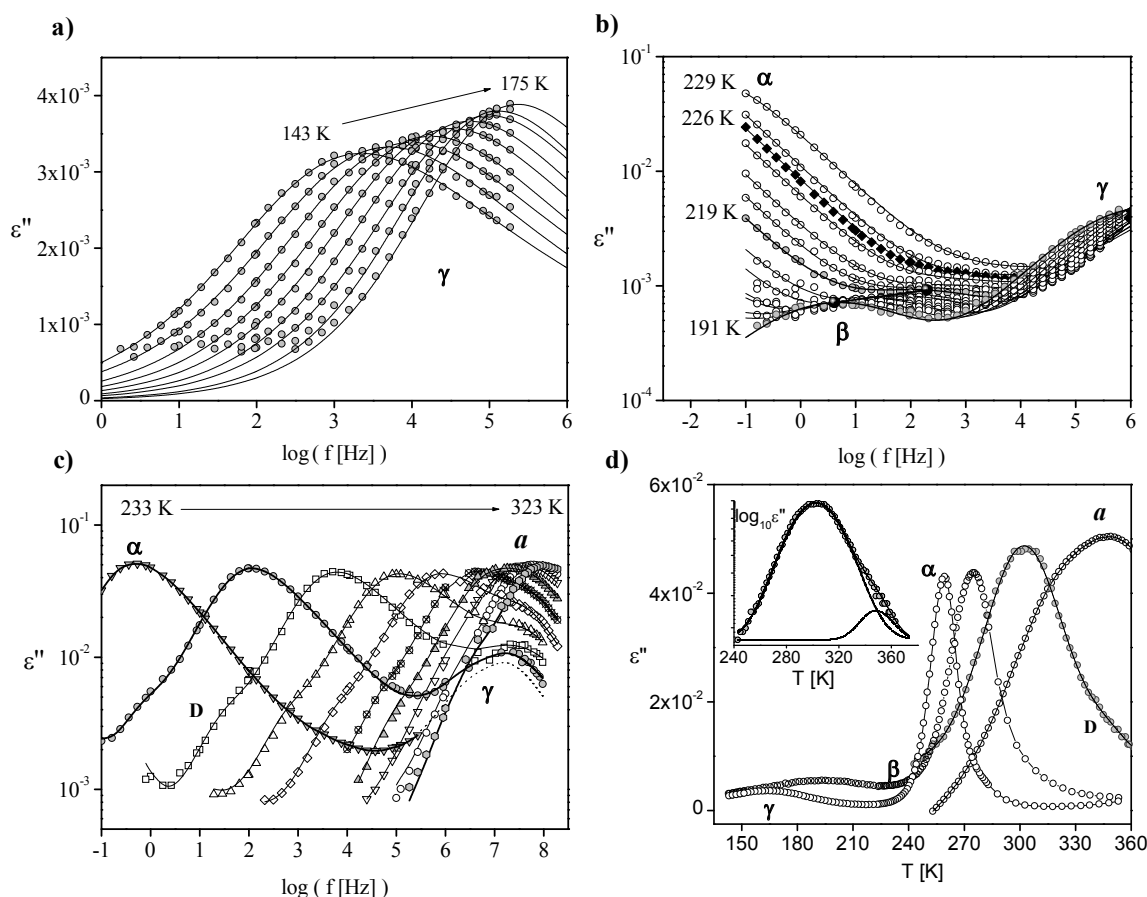 a)
4x10⁻³
3x10⁻³
2x10⁻³
1x10⁻³
0
ε''
143 K
175 K
γ
0 1 2 3 4 5 6
log ( f [Hz] )
b)
10⁻¹
10⁻²
10⁻³
10⁻⁴
ε''
α
229 K
226 K
219 K
191 K
β
γ
-2 -1 0 1 2 3 4 5 6
log ( f [Hz] )
c)
10⁻¹
10⁻²
10⁻³
ε''
233 K
323 K
α
a
D
γ
-1 0 1 2 3 4 5 6 7 8
log ( f [Hz] )
d)
6x10⁻²
4x10⁻²
2x10⁻²
0
ε''
log₁₀ε''
240 280 320 360
T [K]
α
a
β
γ
D
150 180 210 240 270 300 330 360
T [K]